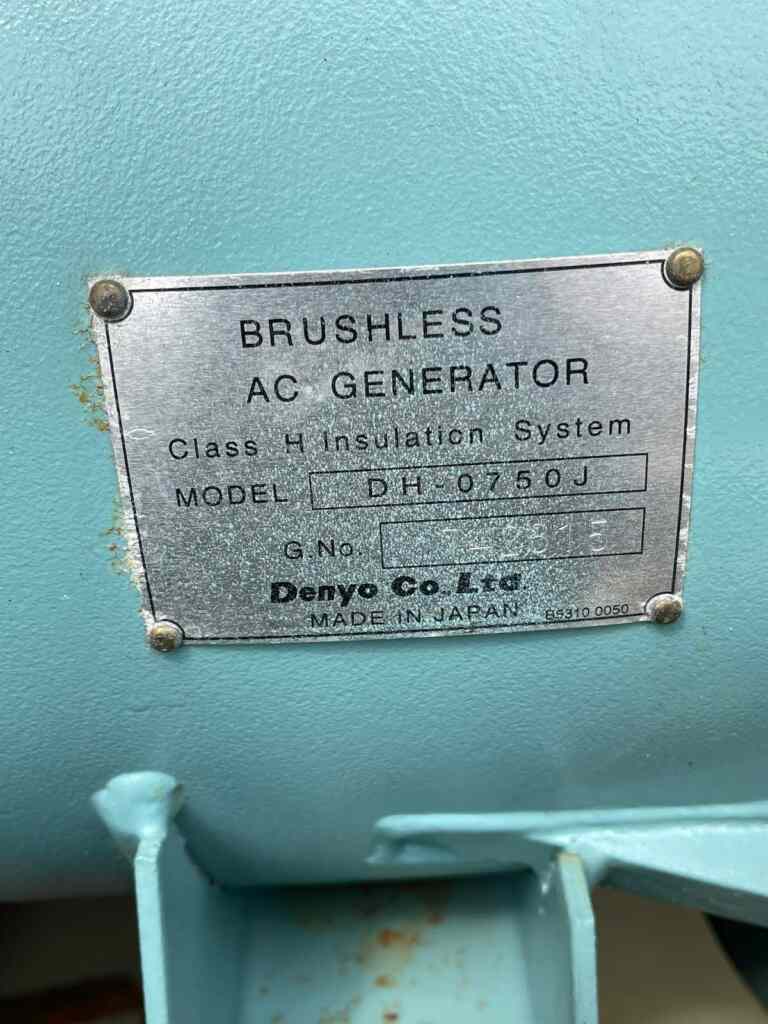 BRUSHLESS
AC GENERATOR
Class H Insulation System
MODEL DH-0750J
G.No.
Denyo Co.Ltd.
MADE IN JAPAN B5310 0050